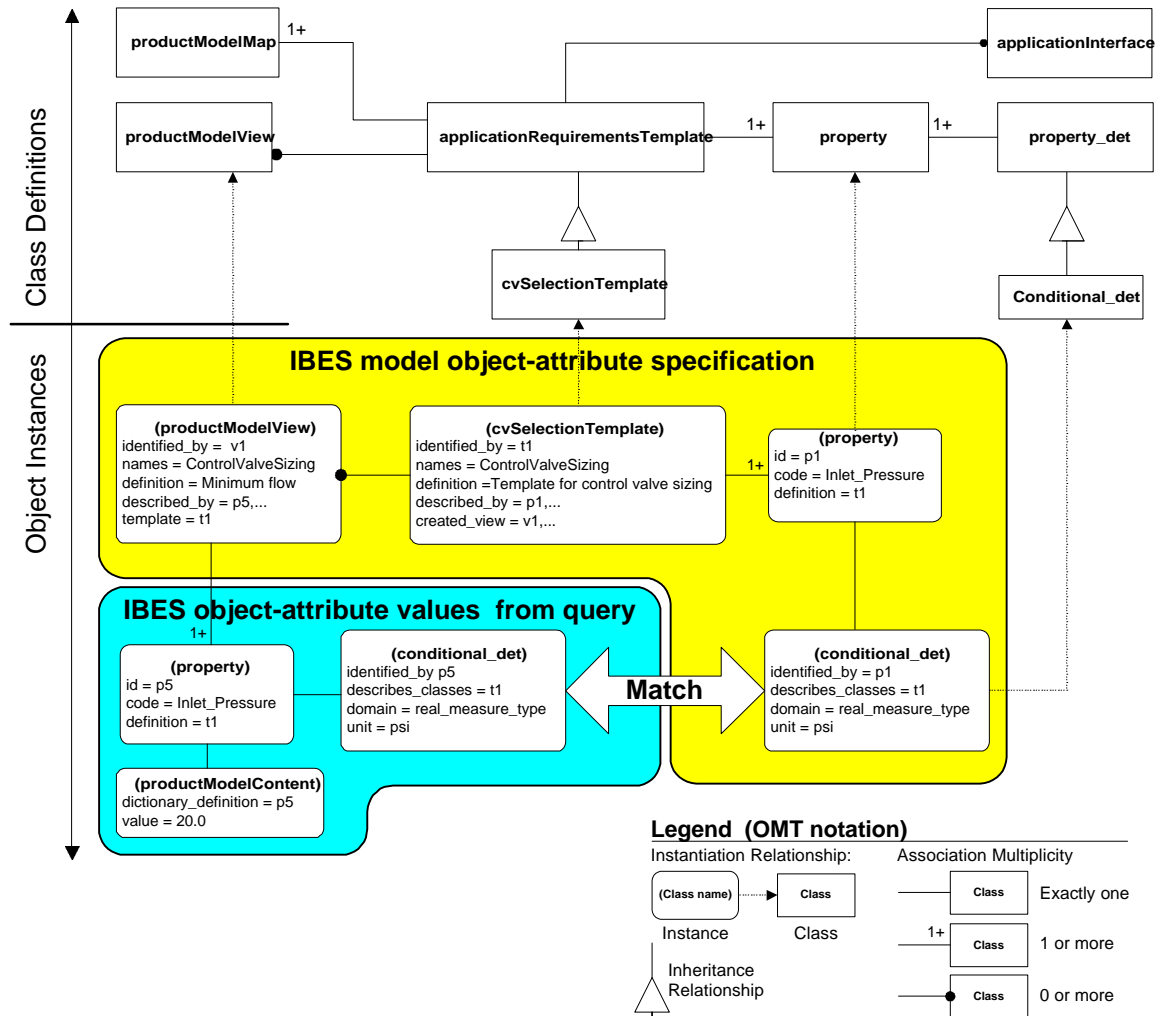 productModelMap
1+
applicationInterface
productModelView
applicationRequirementsTemplate
1+
property
1+
property_det
cvSelectionTemplate
Conditional_det
Class Definitions
Object Instances
IBES model object-attribute specification
(productModelView)
identified_by = v1
names = ControlValveSizing
definition = Minimum flow
described_by = p5,...
template = t1
(cvSelectionTemplate)
identified_by = t1
names = ControlValveSizing
definition =Template for control valve sizing
described_by = p1,...
created_view = v1,...
1+
(property)
id = p1
code = Inlet_Pressure
definition = t1
IBES object-attribute values from query
1+
(property)
id = p5
code = Inlet_Pressure
definition = t1
(conditional_det)
identified_by p5
describes_classes = t1
domain = real_measure_type
unit = psi
Match
(conditional_det)
identified_by = p1
describes_classes = t1
domain = real_measure_type
unit = psi
(productModelContent)
dictionary_definition = p5
value = 20.0
Legend (OMT notation)
Instantiation Relationship:
(Class name)
Class
Instance
Class
Inheritance
Relationship
Association Multiplicity
Class
Exactly one
1+
Class
1 or more
Class
0 or more